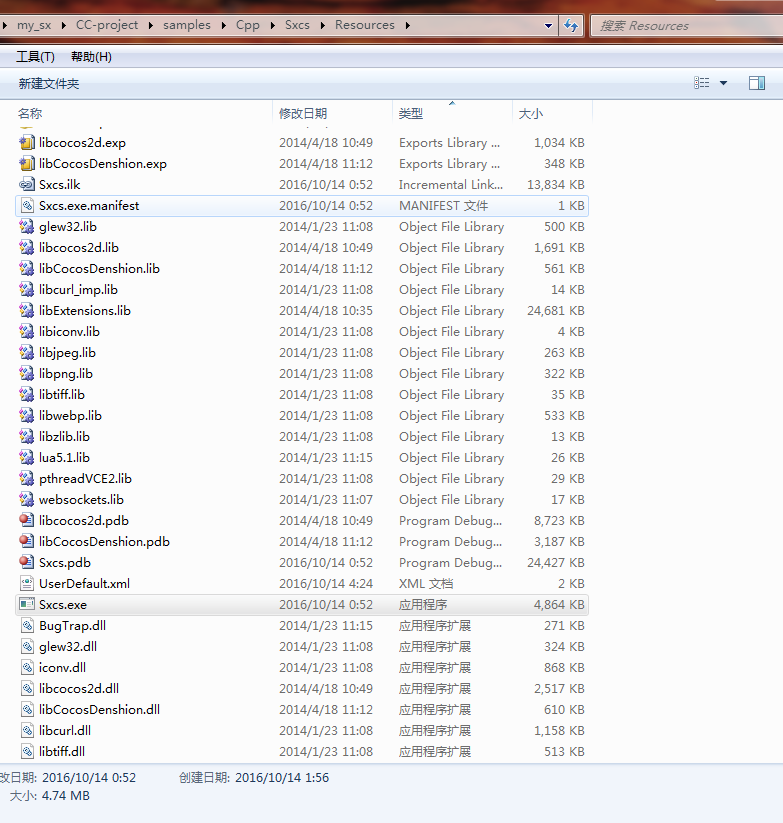 my_sx CC-project samples Cpp Sxcs Resources 搜索 Resources
工具(T) 帮助(H)
新建文件夹
名称 修改日期 类型 大小
libcocos2d.exp 2014/4/18 10:49 Exports Library ... 1,034 KB
libCocosDenshion.exp 2014/4/18 11:12 Exports Library ... 348 KB
Sxcs.ilk 2016/10/14 0:52 Incremental Link... 13,834 KB
Sxcs.exe.manifest 2016/10/14 0:52 MANIFEST 文件 1 KB
glew32.lib 2014/1/23 11:08 Object File Library 500 KB
libcocos2d.lib 2014/4/18 10:49 Object File Library 1,691 KB
libCocosDenshion.lib 2014/4/18 11:12 Object File Library 561 KB
libcurl_imp.lib 2014/1/23 11:08 Object File Library 14 KB
libExtensions.lib 2014/4/18 10:35 Object File Library 24,681 KB
libiconv.lib 2014/1/23 11:08 Object File Library 4 KB
libjpeg.lib 2014/1/23 11:08 Object File Library 263 KB
libpng.lib 2014/1/23 11:08 Object File Library 322 KB
libtiff.lib 2014/1/23 11:08 Object File Library 35 KB
libwebp.lib 2014/1/23 11:08 Object File Library 533 KB
libzlib.lib 2014/1/23 11:08 Object File Library 13 KB
lua5.1.lib 2014/1/23 11:15 Object File Library 26 KB
pthreadVCE2.lib 2014/1/23 11:08 Object File Library 29 KB
websockets.lib 2014/1/23 11:07 Object File Library 17 KB
libcocos2d.pdb 2014/4/18 10:49 Program Debug... 8,723 KB
libCocosDenshion.pdb 2014/4/18 11:12 Program Debug... 3,187 KB
Sxcs.pdb 2016/10/14 0:52 Program Debug... 24,427 KB
UserDefault.xml 2016/10/14 4:24 XML 文档 2 KB
Sxcs.exe 2016/10/14 0:52 应用程序 4,864 KB
BugTrap.dll 2014/1/23 11:15 应用程序扩展 271 KB
glew32.dll 2014/1/23 11:08 应用程序扩展 324 KB
iconv.dll 2014/1/23 11:08 应用程序扩展 868 KB
libcocos2d.dll 2014/4/18 10:49 应用程序扩展 2,517 KB
libCocosDenshion.dll 2014/4/18 11:12 应用程序扩展 610 KB
libcurl.dll 2014/1/23 11:08 应用程序扩展 1,158 KB
libtiff.dll 2014/1/23 11:08 应用程序扩展 513 KB
改日期: 2016/10/14 0:52 创建日期: 2016/10/14 1:56
大小: 4.74 MB